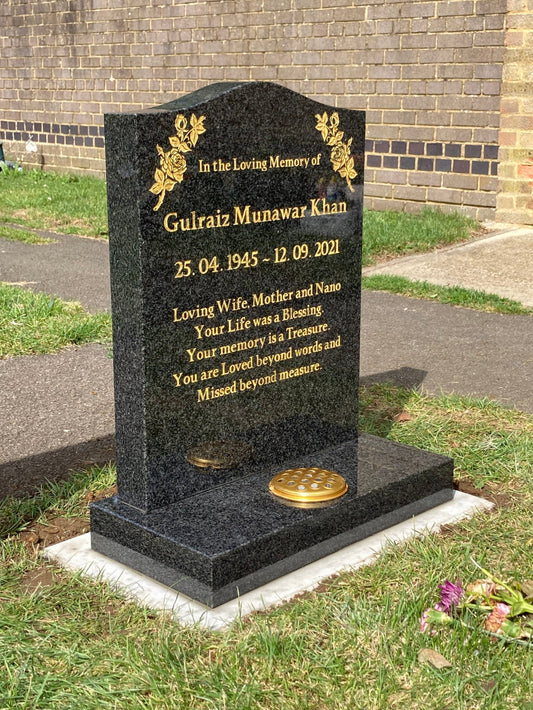 In the Loving Memory of
Gulraiz Munawar Khan
25. 04. 1945 ~ 12. 09. 2021
Loving Wife, Mother and Nano
Your Life was a Blessing.
Your memory is a Treasure.
You are Loved beyond words and
Missed beyond measure.